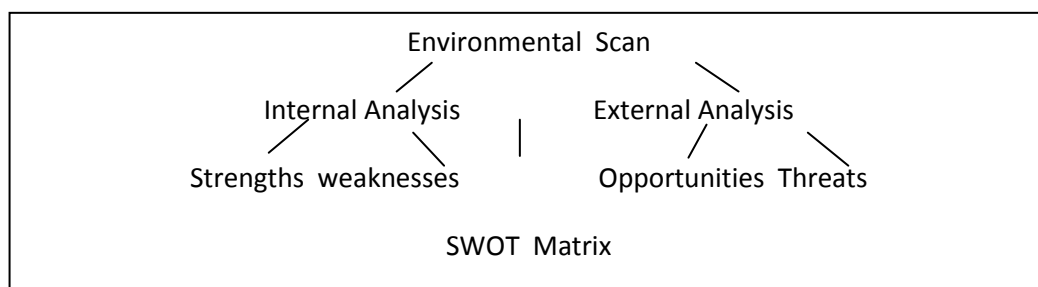 Environmental Scan
Internal Analysis External Analysis
Strengths weaknesses Opportunities Threats
SWOT Matrix